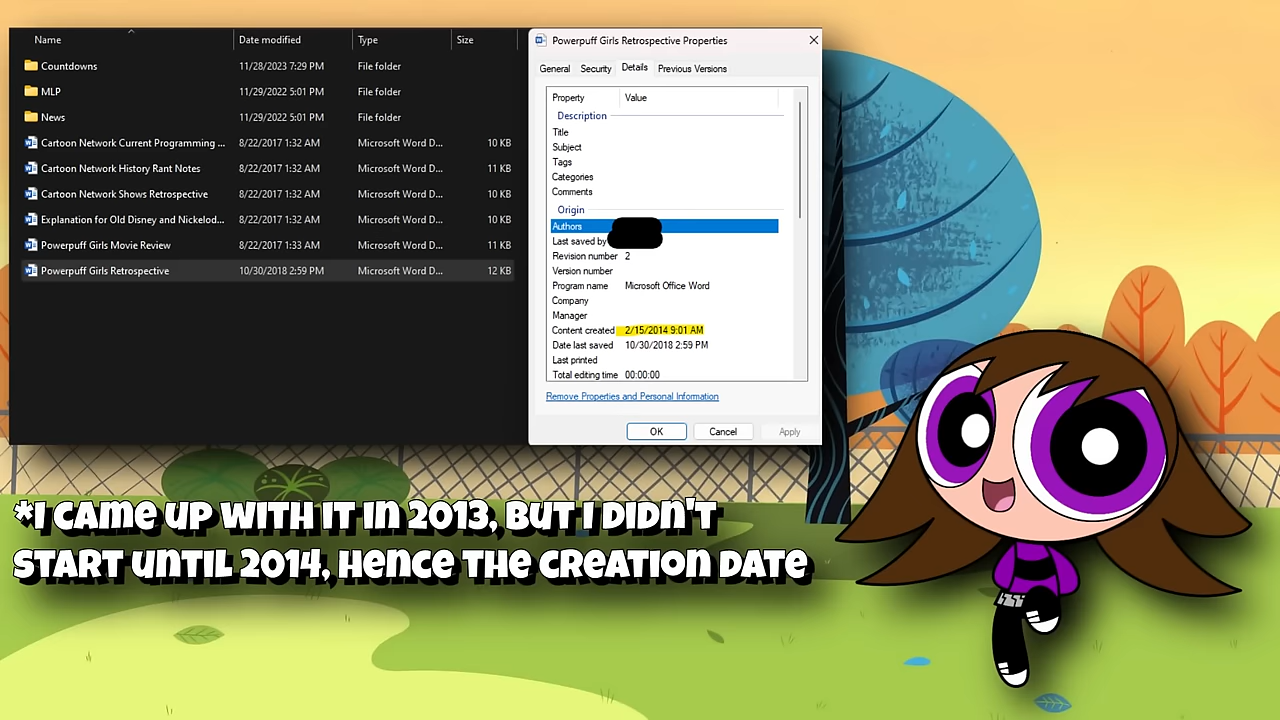 Name Date modified Type Size
Countdowns 11/28/2023 7:29 PM File folder
MLP 11/29/2022 5:01 PM File folder
News 11/29/2022 5:01 PM File folder
Cartoon Network Current Programming ... 8/22/2017 1:32 AM Microsoft Word D... 10 KB
Cartoon Network History Rant Notes 8/22/2017 1:32 AM Microsoft Word D... 11 KB
Cartoon Network Shows Retrospective 8/22/2017 1:32 AM Microsoft Word D... 10 KB
Explanation for Old Disney and Nickelod... 8/22/2017 1:32 AM Microsoft Word D... 10 KB
Powerpuff Girls Movie Review 8/22/2017 1:33 AM Microsoft Word D... 11 KB
Powerpuff Girls Retrospective 10/30/2018 2:59 PM Microsoft Word D... 12 KB
Powerpuff Girls Retrospective Properties
General Security Details Previous Versions
Property Value
Description
Title
Subject
Tags
Categories
Comments
Origin
Authors
Last saved by
Revision number 2
Version number
Program name Microsoft Office Word
Company
Manager
Content created 2/15/2014 9:01 AM
Date last saved 10/30/2018 2:59 PM
Last printed
Total editing time 00:00:00
Remove Properties and Personal Information
OK Cancel Apply
*I came up with it in 2013, but I didn't
start until 2014, hence the creation date